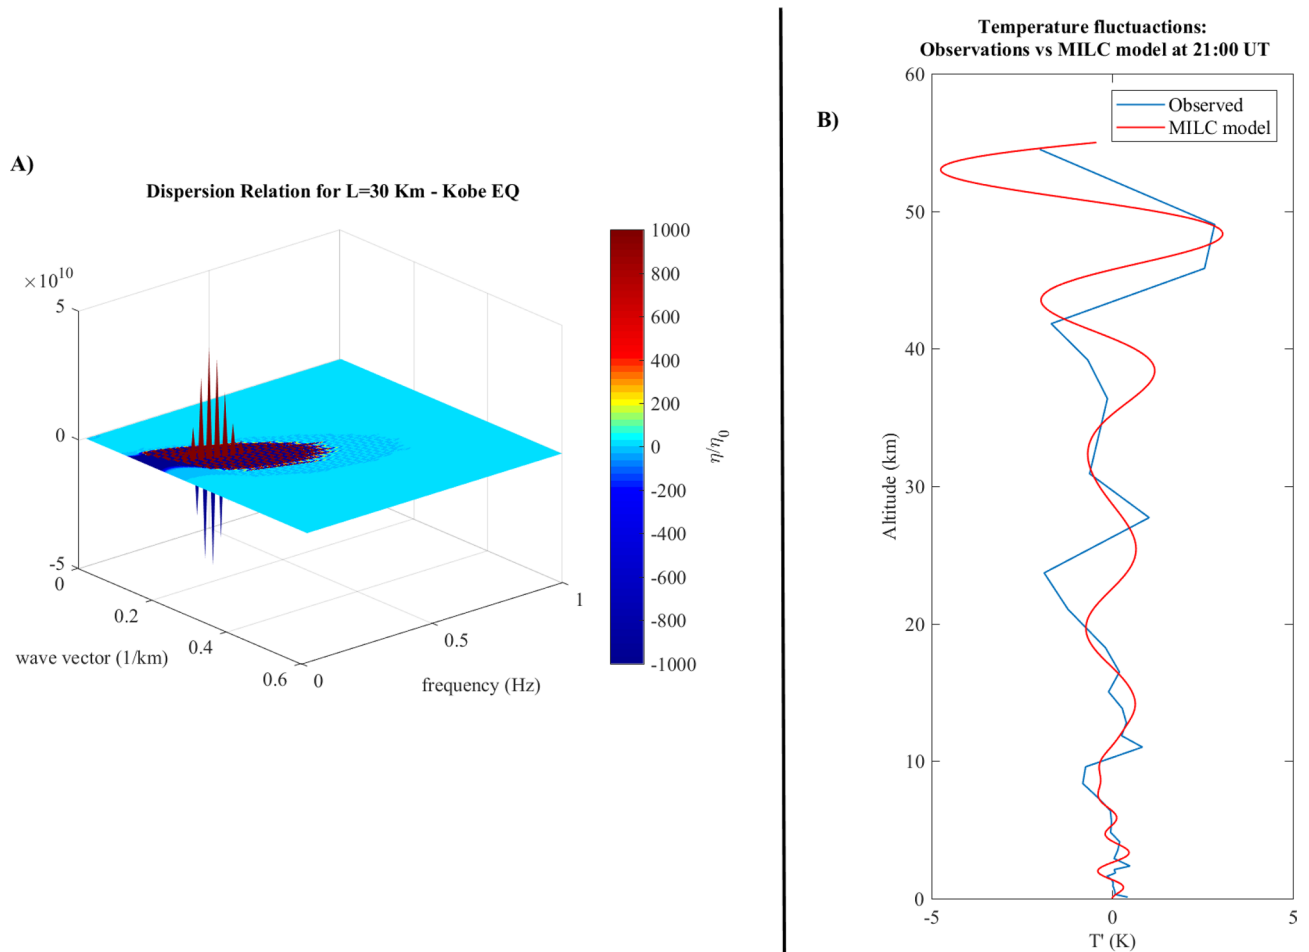 A)
Dispersion Relation for L=30 Km - Kobe EQ
×10^10
5
0
-5
0
0.2
0.4
0.6
wave vector (1/km)
0
0.5
1
frequency (Hz)
1000
800
600
400
200
0
-200
-400
-600
-800
-1000
η/η0
B)
Temperature fluctuactions:
Observations vs MILC model at 21:00 UT
Observed
MILC model
60
50
40
30
20
10
0
Altitude (km)
-5
0
5
T' (K)